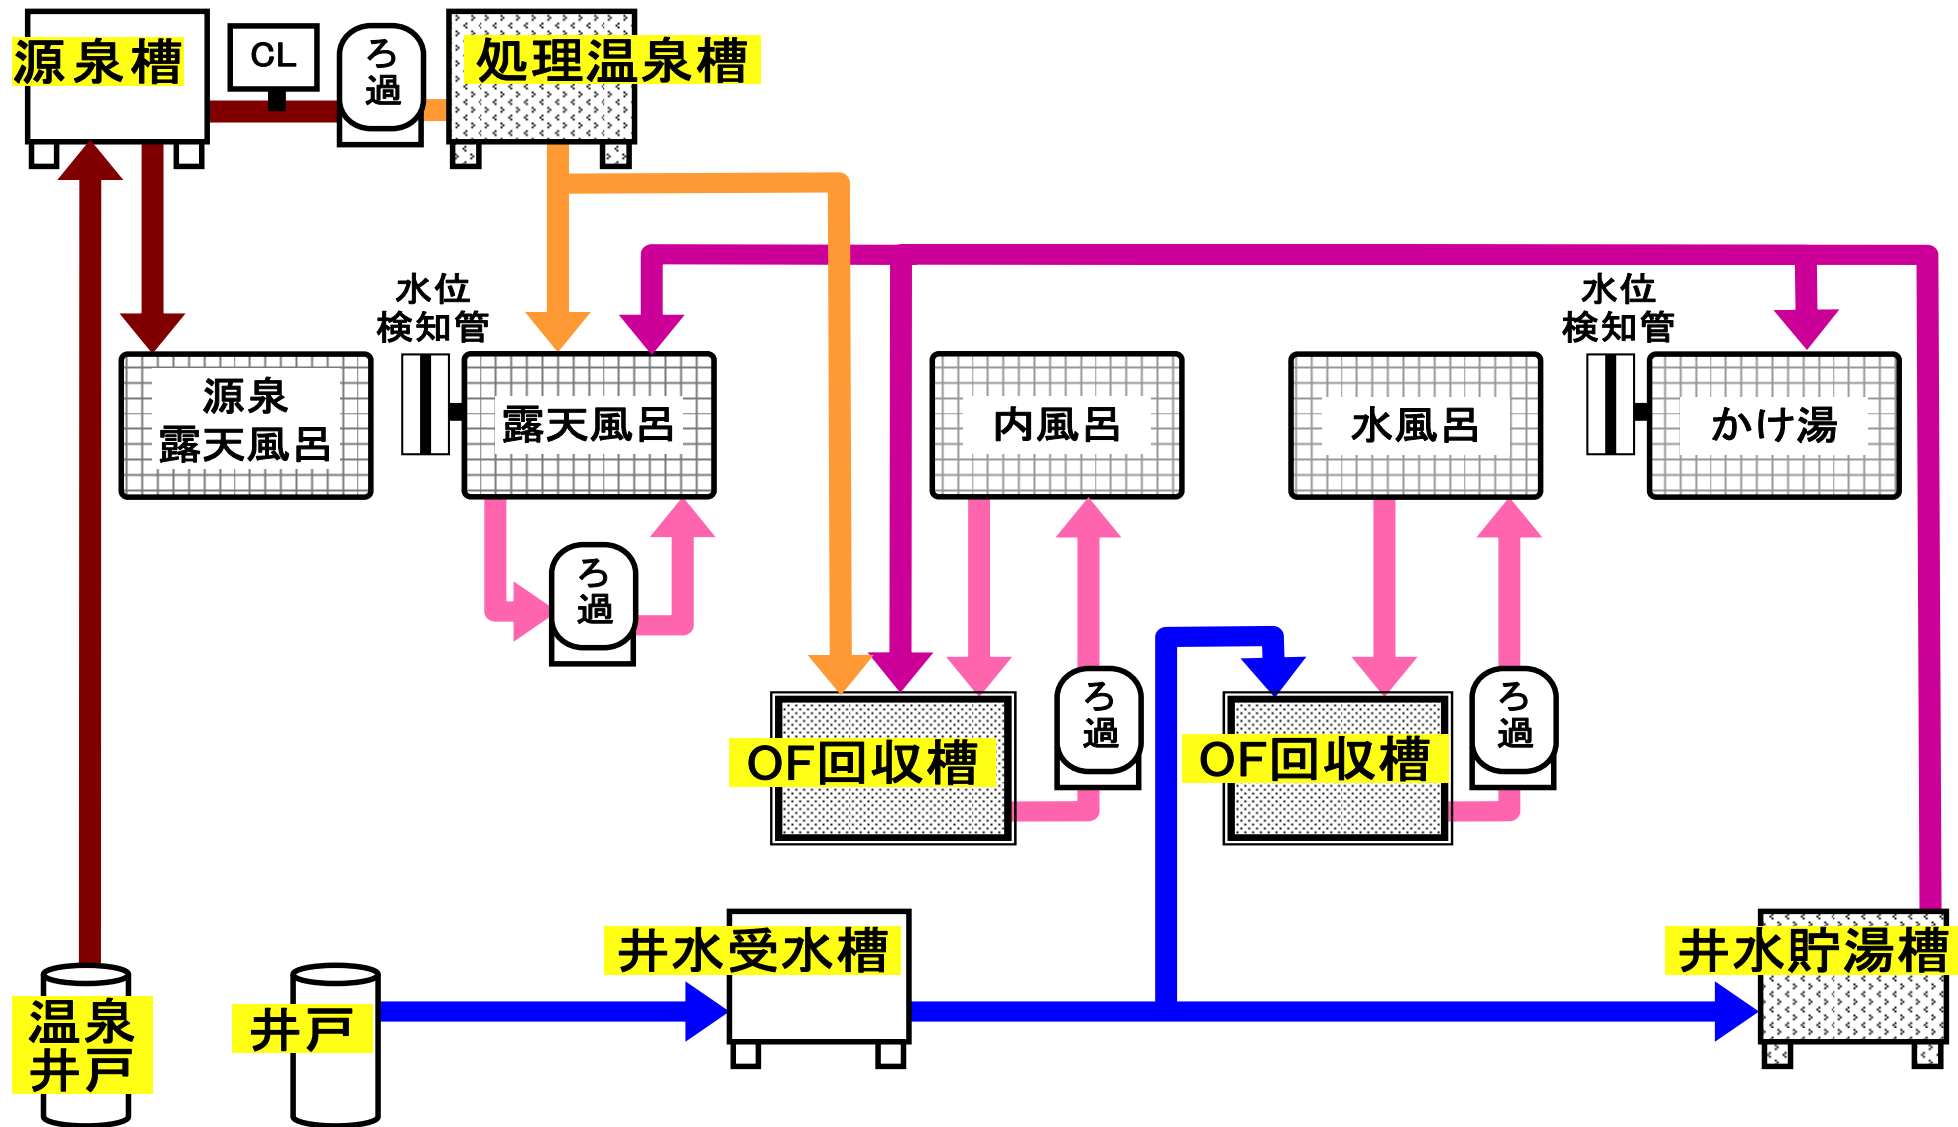 源泉槽
CL
ろ
過
処理温泉槽
水位
検知管
水位
検知管
源泉
露天風呂
露天風呂
内風呂
水風呂
かけ湯
ろ
過
ろ
過
ろ
過
OF回収槽
OF回収槽
井水受水槽
井水貯湯槽
温泉
井戸
井戸